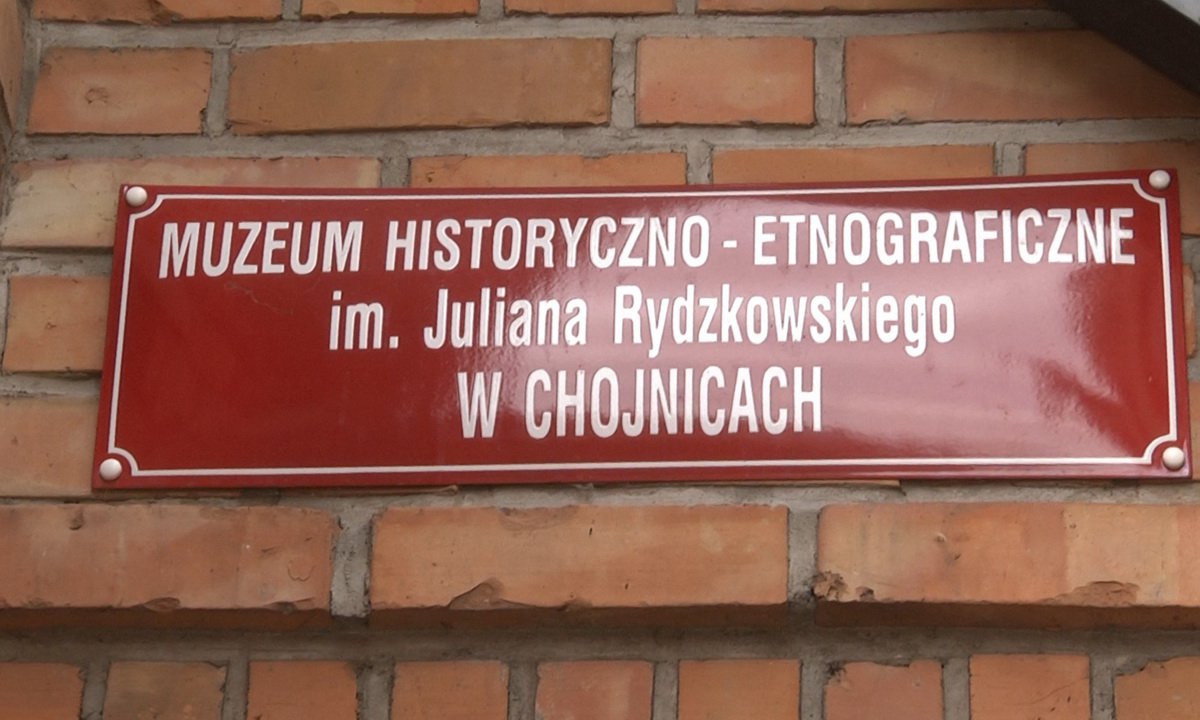 MUZEUM HISTORYCZNO - ETNOGRAFICZNE
im. Juliana Rydzkowskiego
W CHOJNICACH